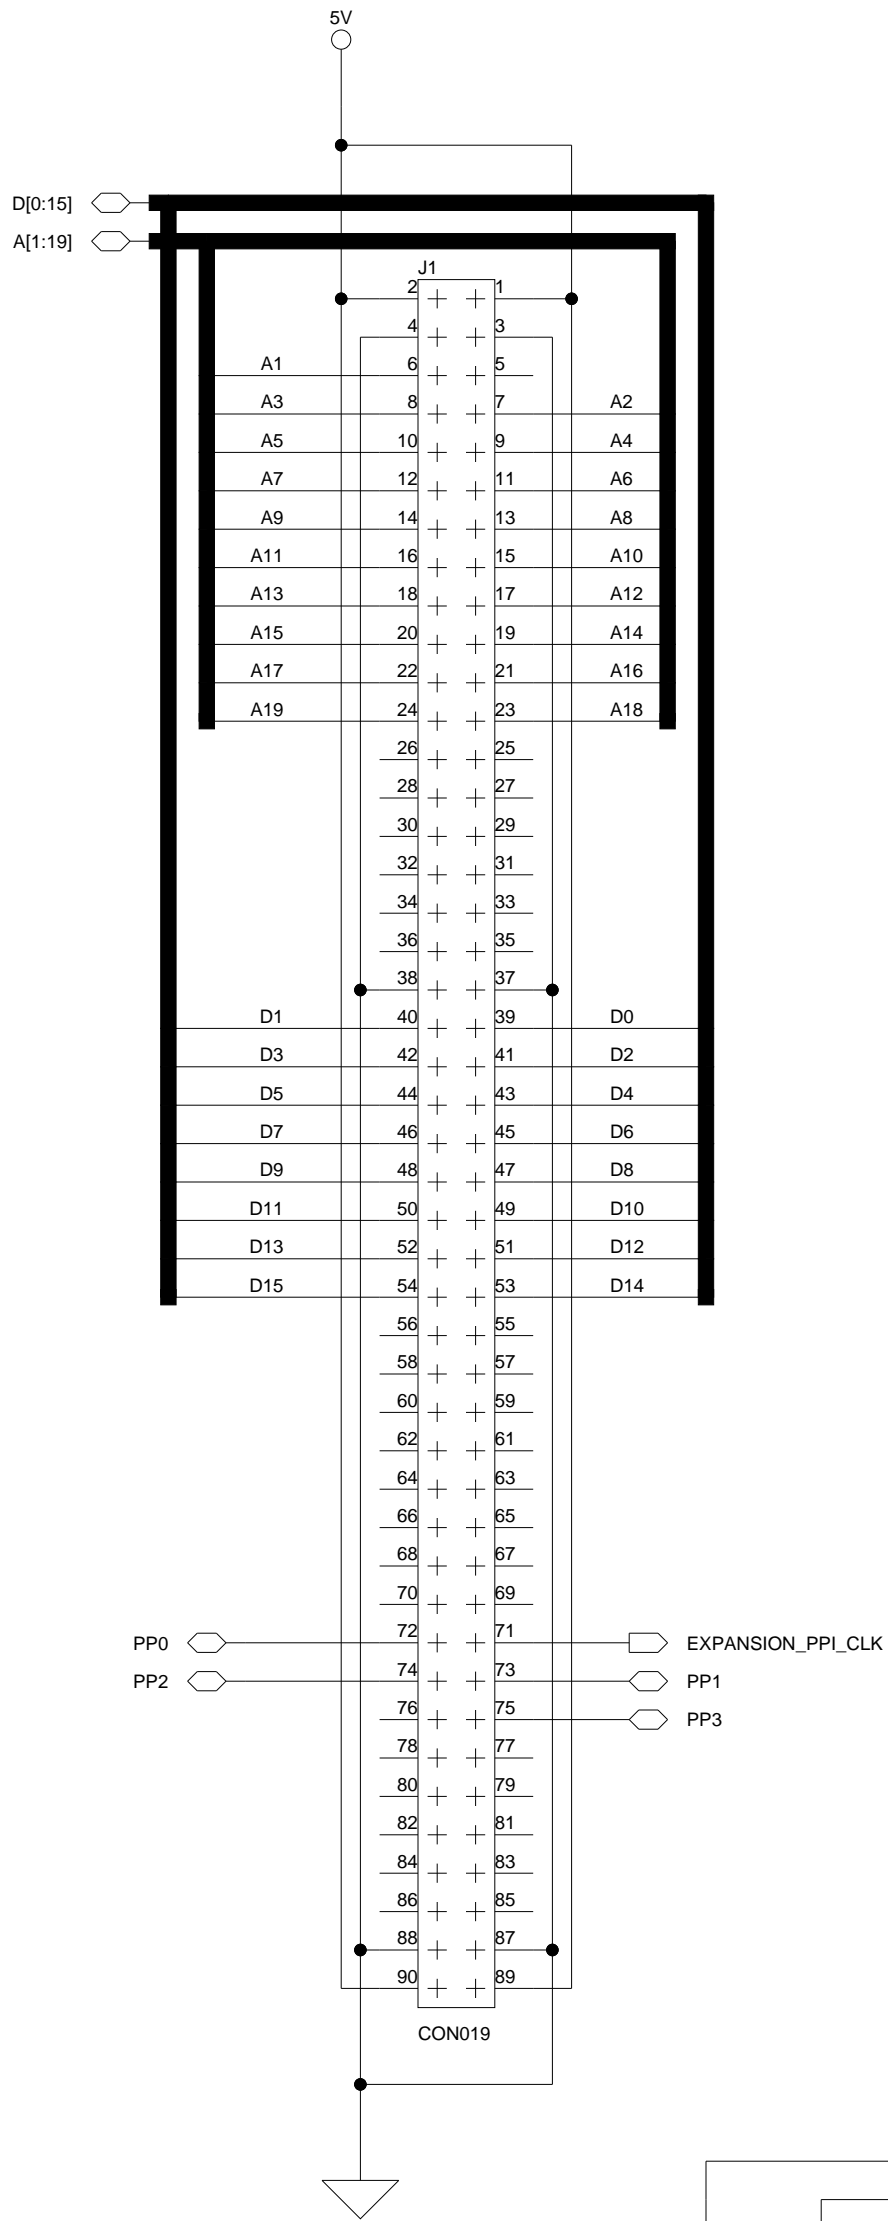 5V
D[0:15]
A[1:19]
J1
2 1
4 3
A1 6 5
A3 8 7 A2
A5 10 9 A4
A7 12 11 A6
A9 14 13 A8
A11 16 15 A10
A13 18 17 A12
A15 20 19 A14
A17 22 21 A16
A19 24 23 A18
26 25
28 27
30 29
32 31
34 33
36 35
38 37
D1 40 39 D0
D3 42 41 D2
D5 44 43 D4
D7 46 45 D6
D9 48 47 D8
D11 50 49 D10
D13 52 51 D12
D15 54 53 D14
56 55
58 57
60 59
62 61
64 63
66 65
68 67
70 69
PP0 72 71 EXPANSION_PPI_CLK
PP2 74 73 PP1
76 75 PP3
78 77
80 79
82 81
84 83
86 85
88 87
90 89
CON019